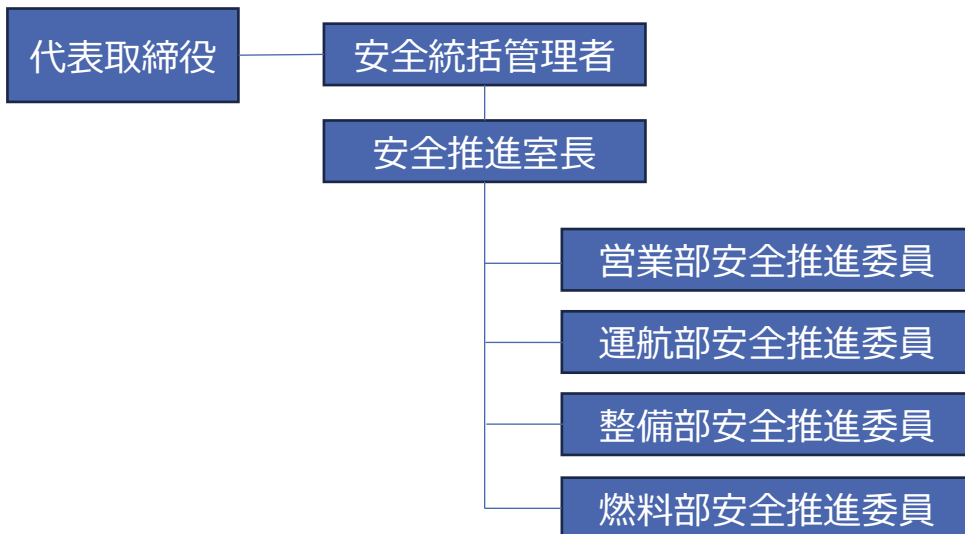 代表取締役
安全統括管理者
安全推進室長
営業部安全推進委員
運航部安全推進委員
整備部安全推進委員
燃料部安全推進委員